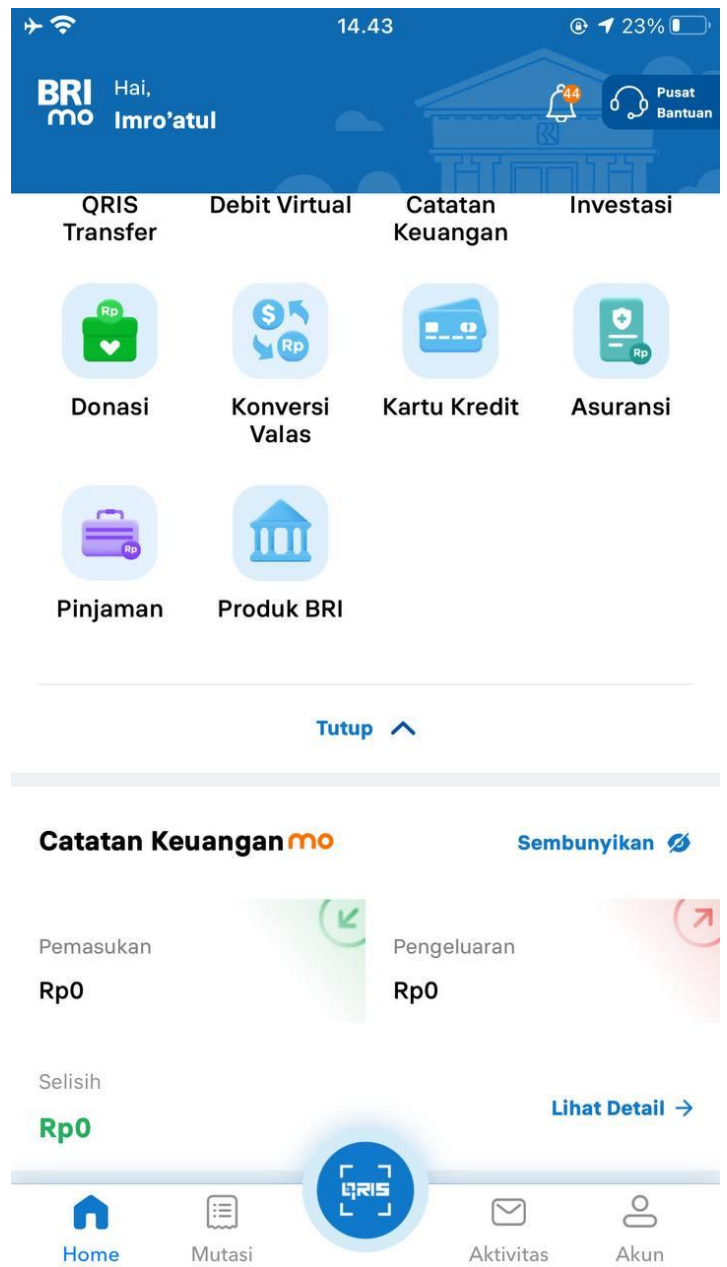 14.43
23%
BRI
mo
Hai,
Imro'atul
44
Pusat
Bantuan
QRIS
Transfer
Debit Virtual
Catatan
Keuangan
Investasi
Rp
$
Rp
Rp
Donasi
Konversi
Valas
Kartu Kredit
Asuransi
Rp
Pinjaman
Produk BRI
Tutup
Catatan Keuangan mo
Sembunyikan
Pemasukan
Rp0
Pengeluaran
Rp0
Selisih
Rp0
Lihat Detail
QRIS
Home
Mutasi
Aktivitas
Akun